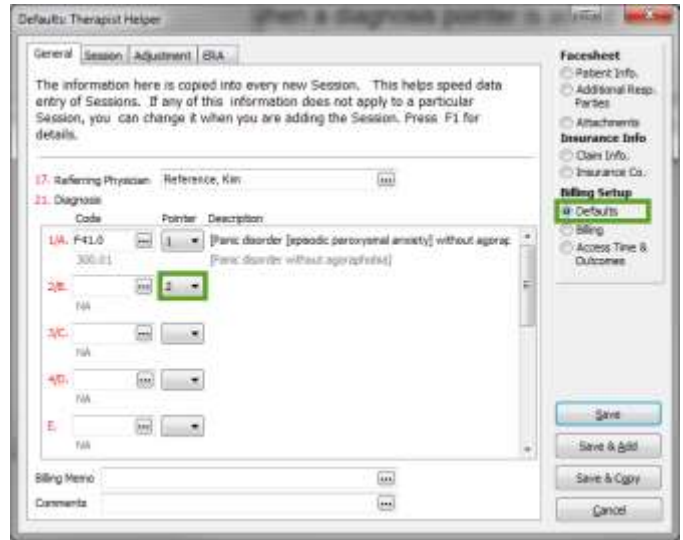 when a diagnosis pointer is
Defaults: Therapist Helper
General Session Adjustment ERA
The information here is copied into every new Session. This helps speed data
entry of Sessions. If any of this information does not apply to a particular
Session, you can change it when you are adding the Session. Press F1 for
details.
17. Referring Physician Reference, Kim
21. Diagnosis
Code Pointer Description
1/A. F41.0 1 [Panic disorder [episodic paroxysmal anxiety] without agorap
300.01 [Panic disorder without agoraphobia]
2/B. 2
NA
3/C.
NA
4/D.
NA
E.
NA
Billing Memo
Comments
Facesheet
Patient Info.
Additional Resp.
Parties
Attachments
Insurance Info
Claim Info.
Insurance Co.
Billing Setup
Defaults
Billing
Access Time &
Outcomes
Save
Save & Add
Save & Copy
Cancel